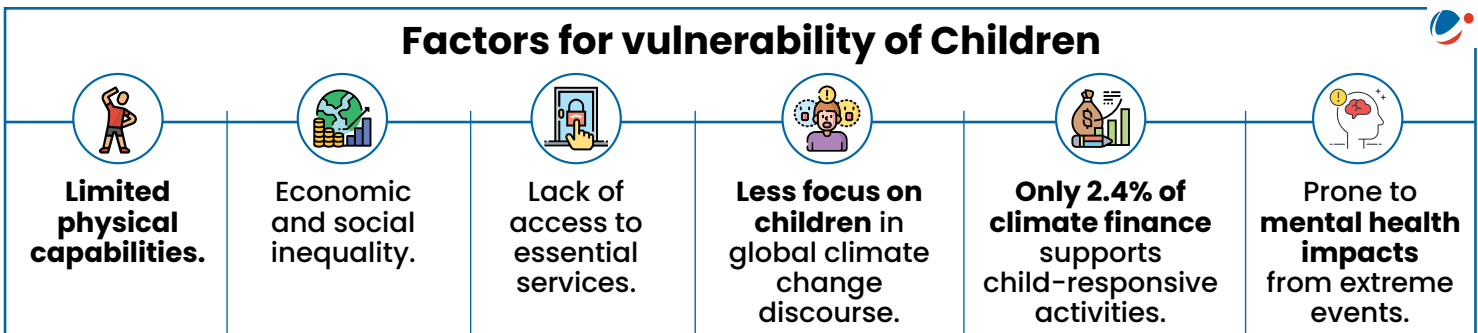 Factors for vulnerability of Children
Limited
physical
capabilities.
Economic
and social
inequality.
Lack of
access to
essential
services.
Less focus on
children in
global climate
change
discourse.
Only 2.4% of
climate finance
supports
child-responsive
activities.
Prone to
mental health
impacts
from extreme
events.